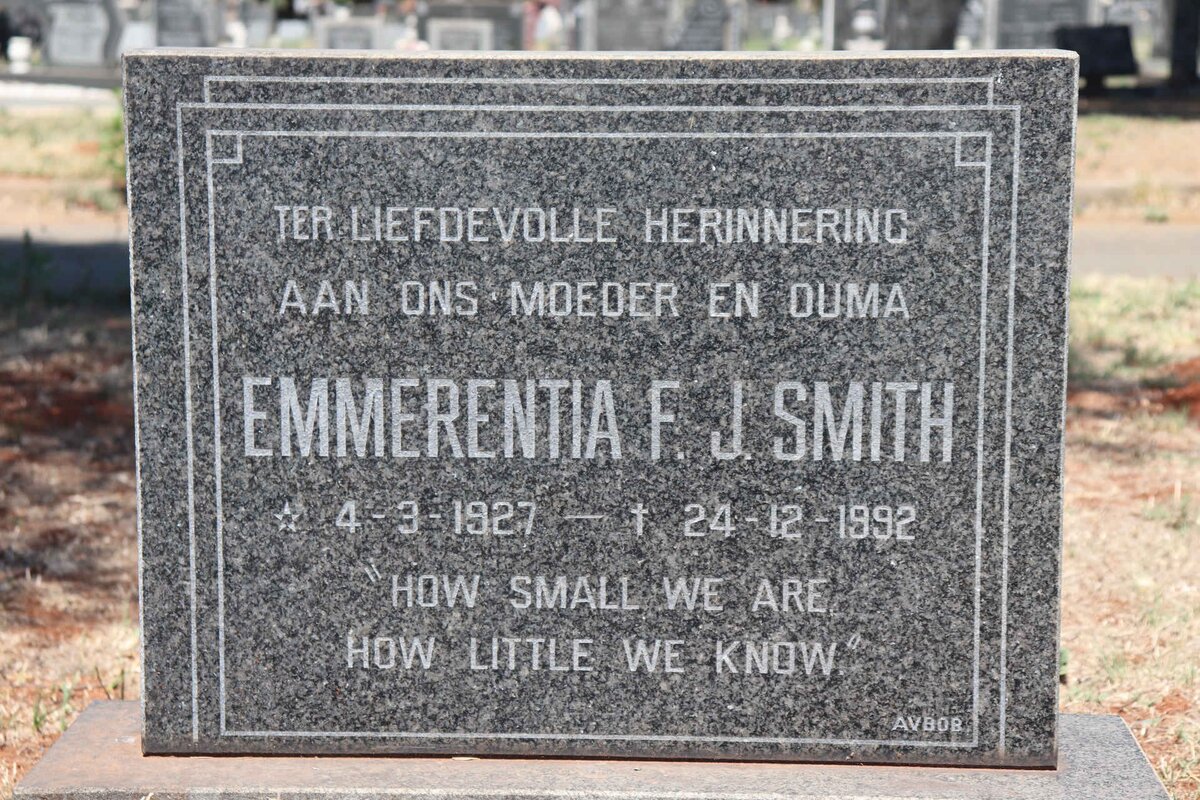 TER LIEFDEVOLLE HERINNERING
AAN ONS MOEDER EN OUMA
EMMERENTIA F. J. SMITH
☆ 4-3-1927 — † 24-12-1992
"HOW SMALL WE ARE,
HOW LITTLE WE KNOW"
AVBOB